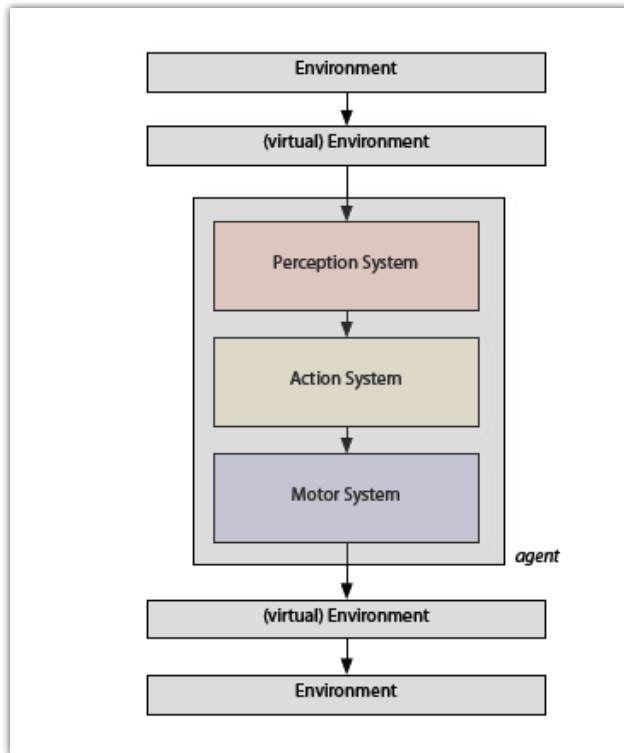 Environment
(virtual) Environment
Perception System
Action System
Motor System
agent
(virtual) Environment
Environment